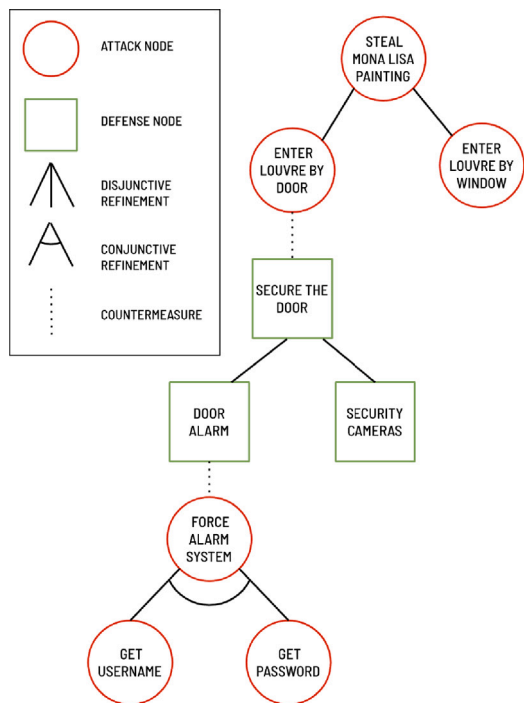 ATTACK NODE
DEFENSE NODE
DISJUNCTIVE
REFINEMENT
CONJUNCTIVE
REFINEMENT
COUNTERMEASURE
STEAL
MONA LISA
PAINTING
ENTER
LOUVRE BY
DOOR
ENTER
LOUVRE BY
WINDOW
SECURE THE
DOOR
DOOR
ALARM
SECURITY
CAMERAS
FORCE
ALARM
SYSTEM
GET
USERNAME
GET
PASSWORD